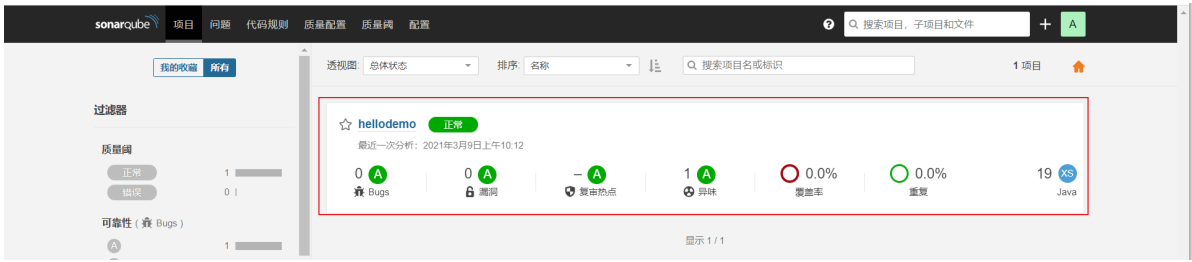 sonarqube 项目 问题 代码规则 质量配置 质量阈 配置 ? 搜索项目、子项目和文件 + A
我的收藏 所有 透视图: 总体状态 排序: 名称 搜索项目名或标识 1 项目
过滤器
hellodemo 正常
最近一次分析: 2021年3月9日上午10:12
质量阈
正常 1
错误 0
0 A 0 A – A 1 A 0.0% 0.0% 19 XS
Bugs 漏洞 复审热点 异味 覆盖率 重复 Java
可靠性 ( Bugs )
A 1
显示 1 / 1